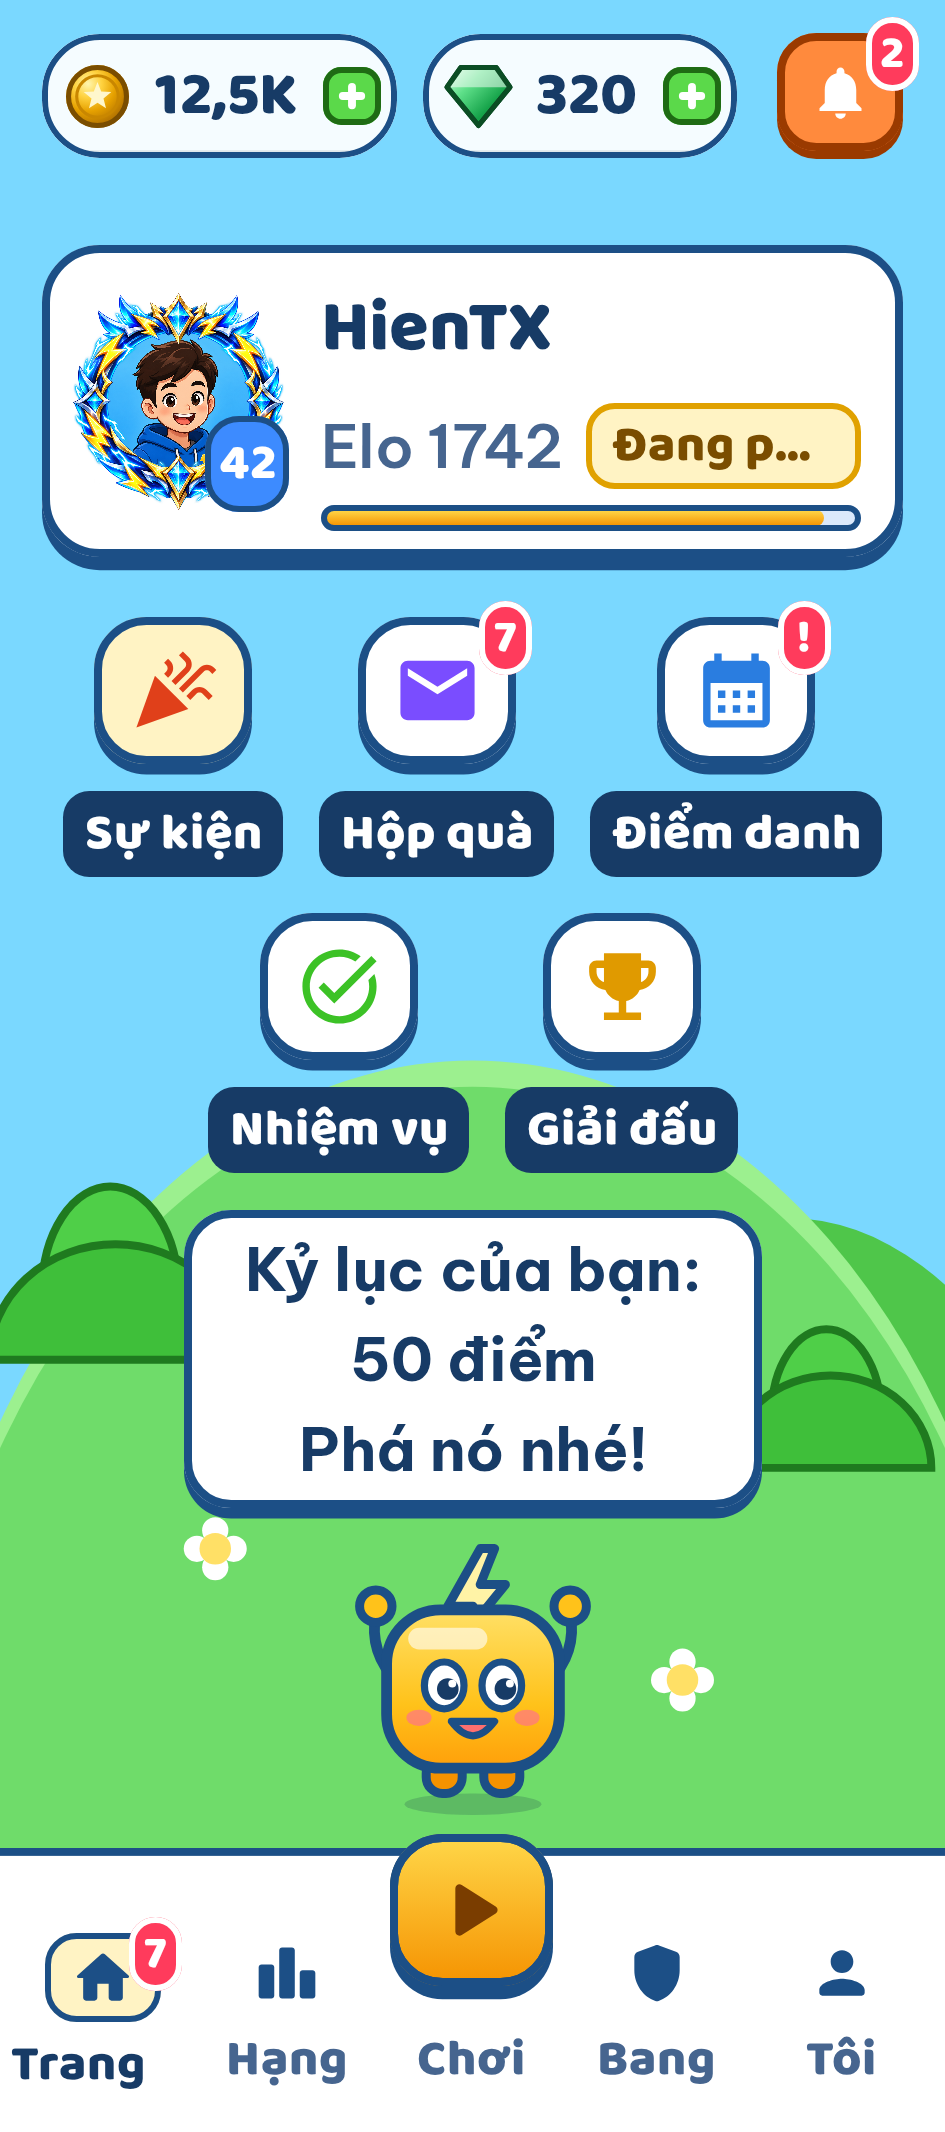 12,5K
320
2
HienTX
42
Elo 1742
Đang p...
7
!
Sự kiện
Hộp quà
Điểm danh
Nhiệm vụ
Giải đấu
Kỷ lục của bạn:
50 điểm
Phá nó nhé!
7
Trang
Hạng
Chơi
Bang
Tôi